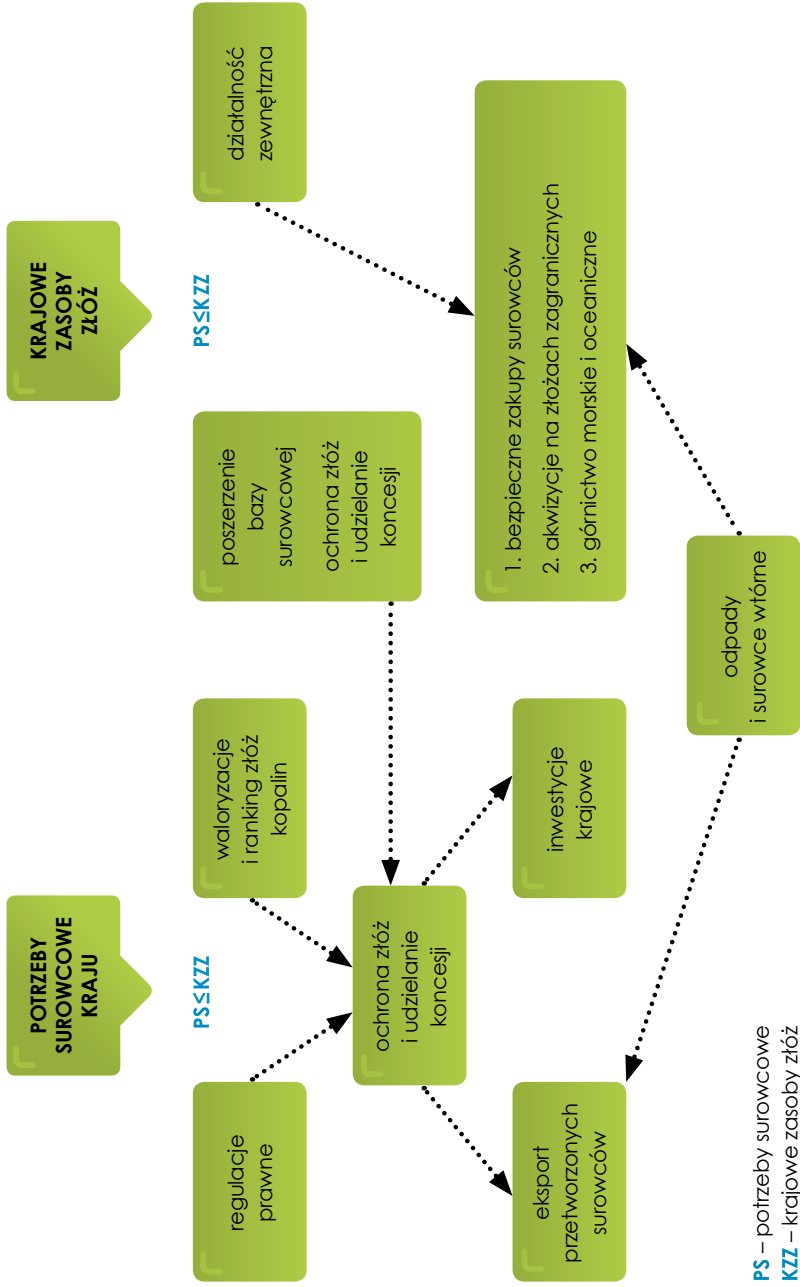 POTRZEBY
SUROWCOWE
KRAJU
KRAJOWE
ZASOBY
ZŁÓŻ
PS≤KZZ
PS≤KZZ
regulacje
prawne
waloryzacje
i ranking złóż
kopalin
poszerzenie
bazy
surowcowej
ochrona złóż
i udzielanie
koncesji
działalność
zewnętrzna
ochrona złóż
i udzielanie
koncesji
eksport
przetworzonych
surowców
inwestycje
krajowe
1. bezpieczne zakupy surowców
2. akwizycje na złożach zagranicznych
3. górnictwo morskie i oceaniczne
odpady
i surowce wtórne
PS – potrzeby surowcowe
KZZ – krajowe zasoby złóż